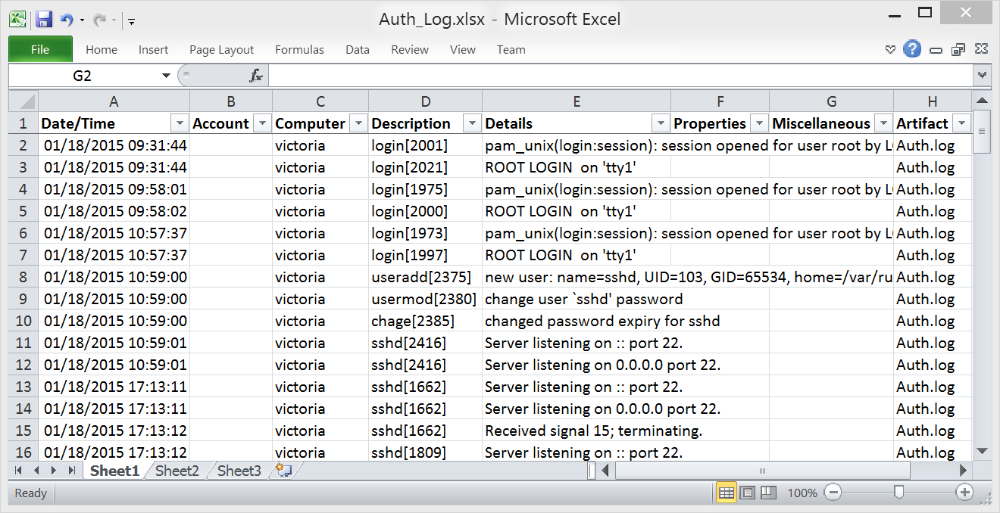 Auth_Log.xlsx - Microsoft Excel
File Home Insert Page Layout Formulas Data Review View Team
G2 fx
A B C D E F G H
1 Date/Time Account Computer Description Details Properties Miscellaneous Artifact
2 01/18/2015 09:31:44 victoria login[2001] pam_unix(login:session): session opened for user root by LO Auth.log
3 01/18/2015 09:31:44 victoria login[2021] ROOT LOGIN  on 'tty1' Auth.log
4 01/18/2015 09:58:01 victoria login[1975] pam_unix(login:session): session opened for user root by LO Auth.log
5 01/18/2015 09:58:02 victoria login[2000] ROOT LOGIN  on 'tty1' Auth.log
6 01/18/2015 10:57:37 victoria login[1973] pam_unix(login:session): session opened for user root by LO Auth.log
7 01/18/2015 10:57:37 victoria login[1997] ROOT LOGIN  on 'tty1' Auth.log
8 01/18/2015 10:59:00 victoria useradd[2375] new user: name=sshd, UID=103, GID=65534, home=/var/ru Auth.log
9 01/18/2015 10:59:00 victoria usermod[2380] change user `sshd' password Auth.log
10 01/18/2015 10:59:00 victoria chage[2385] changed password expiry for sshd Auth.log
11 01/18/2015 10:59:01 victoria sshd[2416] Server listening on :: port 22. Auth.log
12 01/18/2015 10:59:01 victoria sshd[2416] Server listening on 0.0.0.0 port 22. Auth.log
13 01/18/2015 17:13:11 victoria sshd[1662] Server listening on :: port 22. Auth.log
14 01/18/2015 17:13:11 victoria sshd[1662] Server listening on 0.0.0.0 port 22. Auth.log
15 01/18/2015 17:13:12 victoria sshd[1662] Received signal 15; terminating. Auth.log
16 01/18/2015 17:13:12 victoria sshd[1809] Server listening on :: port 22. Auth.log
Sheet1 Sheet2 Sheet3
Ready 100%